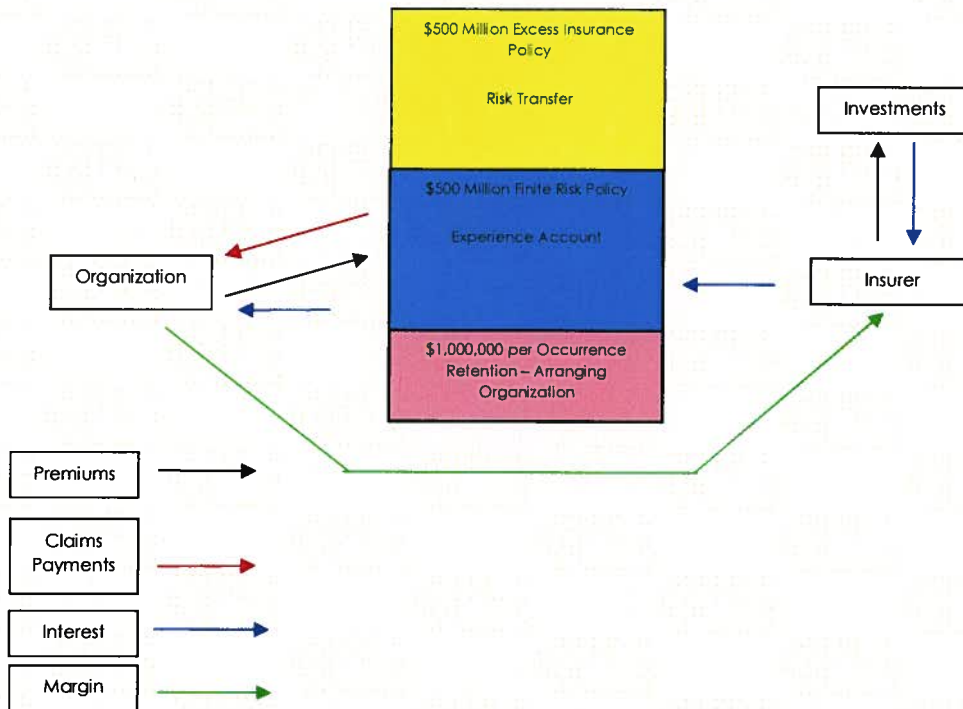 $500 Million Excess Insurance
Policy
Risk Transfer
Investments
$500 Million Finite Risk Policy
Experience Account
Organization
Insurer
$1,000,000 per Occurrence
Retention – Arranging
Organization
Premiums
Claims
Payments
Interest
Margin